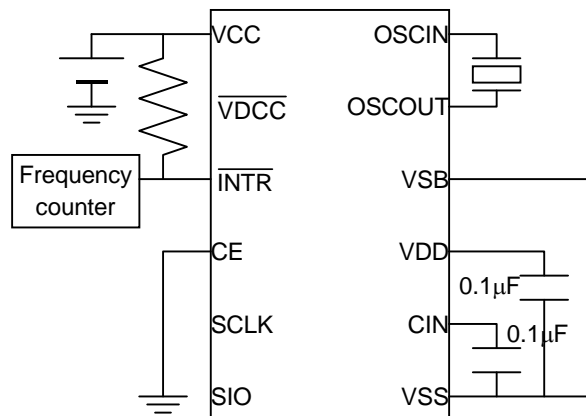 VCC
OSCIN
VDCC
OSCOUT
Frequency
counter
INTR
VSB
CE
VDD
0.1μF
SCLK
CIN
0.1μF
SIO
VSS